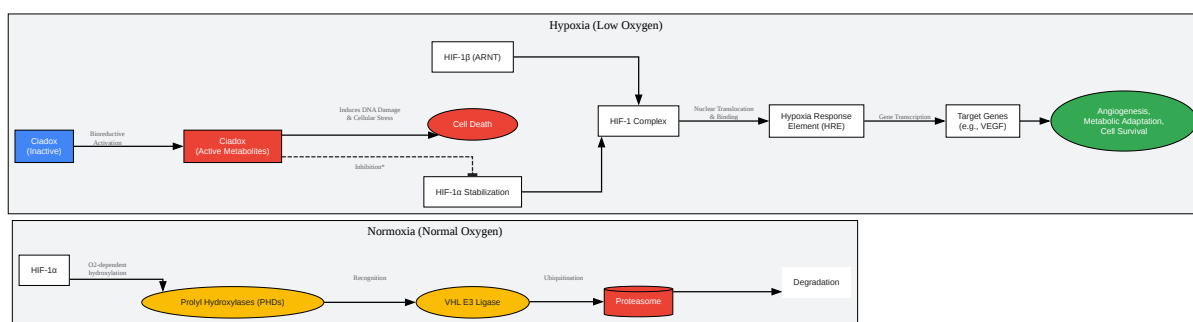 Hypoxia (Low Oxygen)
HIF-1β (ARNT)
Induces DNA Damage
& Cellular Stress
Cell Death
Ciadox
(Inactive)
Bioreductive
Activation
Ciadox
(Active Metabolites)
Inhibition*
HIF-1α Stabilization
HIF-1 Complex
Nuclear Translocation
& Binding
Hypoxia Response
Element (HRE)
Gene Transcription
Target Genes
(e.g., VEGF)
Angiogenesis,
Metabolic Adaptation,
Cell Survival
Normoxia (Normal Oxygen)
HIF-1α
O2-dependent
hydroxylation
Prolyl Hydroxylases (PHDs)
Recognition
VHL E3 Ligase
Ubiquitination
Proteasome
Degradation